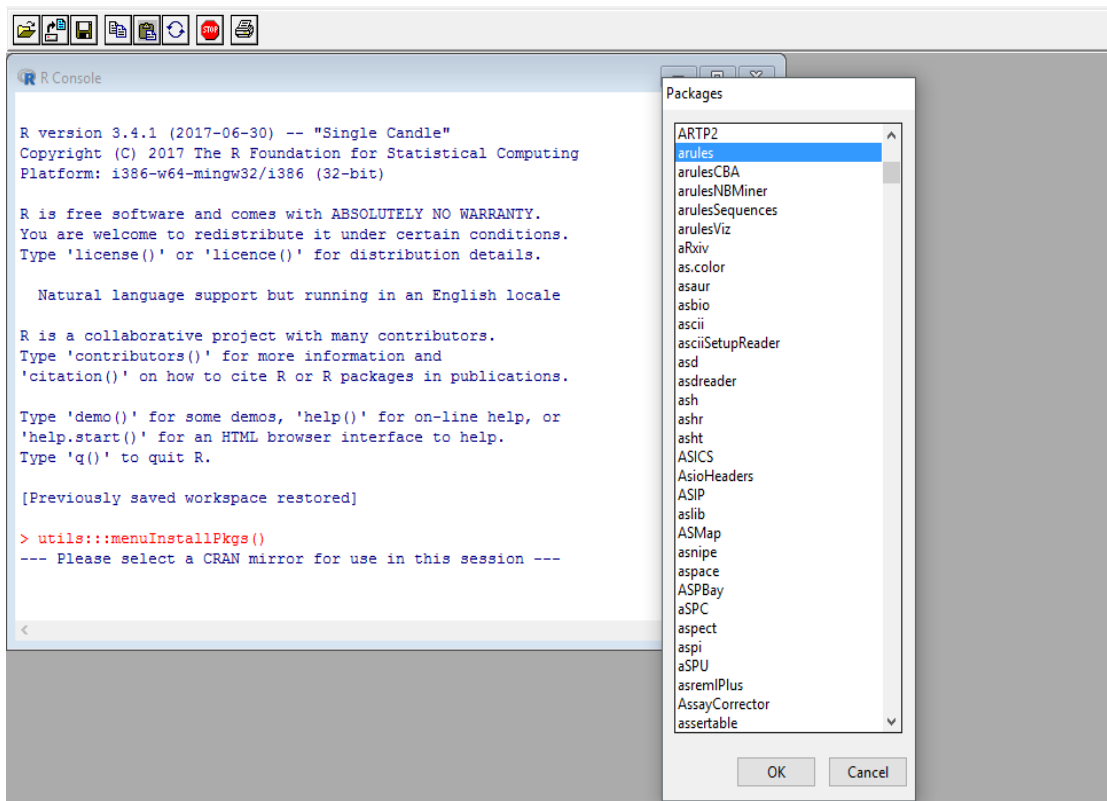 STOP
R Console
R version 3.4.1 (2017-06-30) -- "Single Candle"
Copyright (C) 2017 The R Foundation for Statistical Computing
Platform: i386-w64-mingw32/i386 (32-bit)
R is free software and comes with ABSOLUTELY NO WARRANTY.
You are welcome to redistribute it under certain conditions.
Type 'license()' or 'licence()' for distribution details.
Natural language support but running in an English locale
R is a collaborative project with many contributors.
Type 'contributors()' for more information and
'citation()' on how to cite R or R packages in publications.
Type 'demo()' for some demos, 'help()' for on-line help, or
'help.start()' for an HTML browser interface to help.
Type 'q()' to quit R.
[Previously saved workspace restored]
> utils:::menuInstallPkgs()
--- Please select a CRAN mirror for use in this session ---
Packages
ARTP2
arules
arulesCBA
arulesNBMiner
arulesSequences
arulesViz
aRxiv
as.color
asaur
asbio
ascii
asciiSetupReader
asd
asdreader
ash
ashr
asht
ASICS
AsioHeaders
ASIP
aslib
ASMap
asnipe
aspace
ASPBay
aSPC
aspect
aspi
aSPU
asremlPlus
AssayCorrector
assertable
OK
Cancel